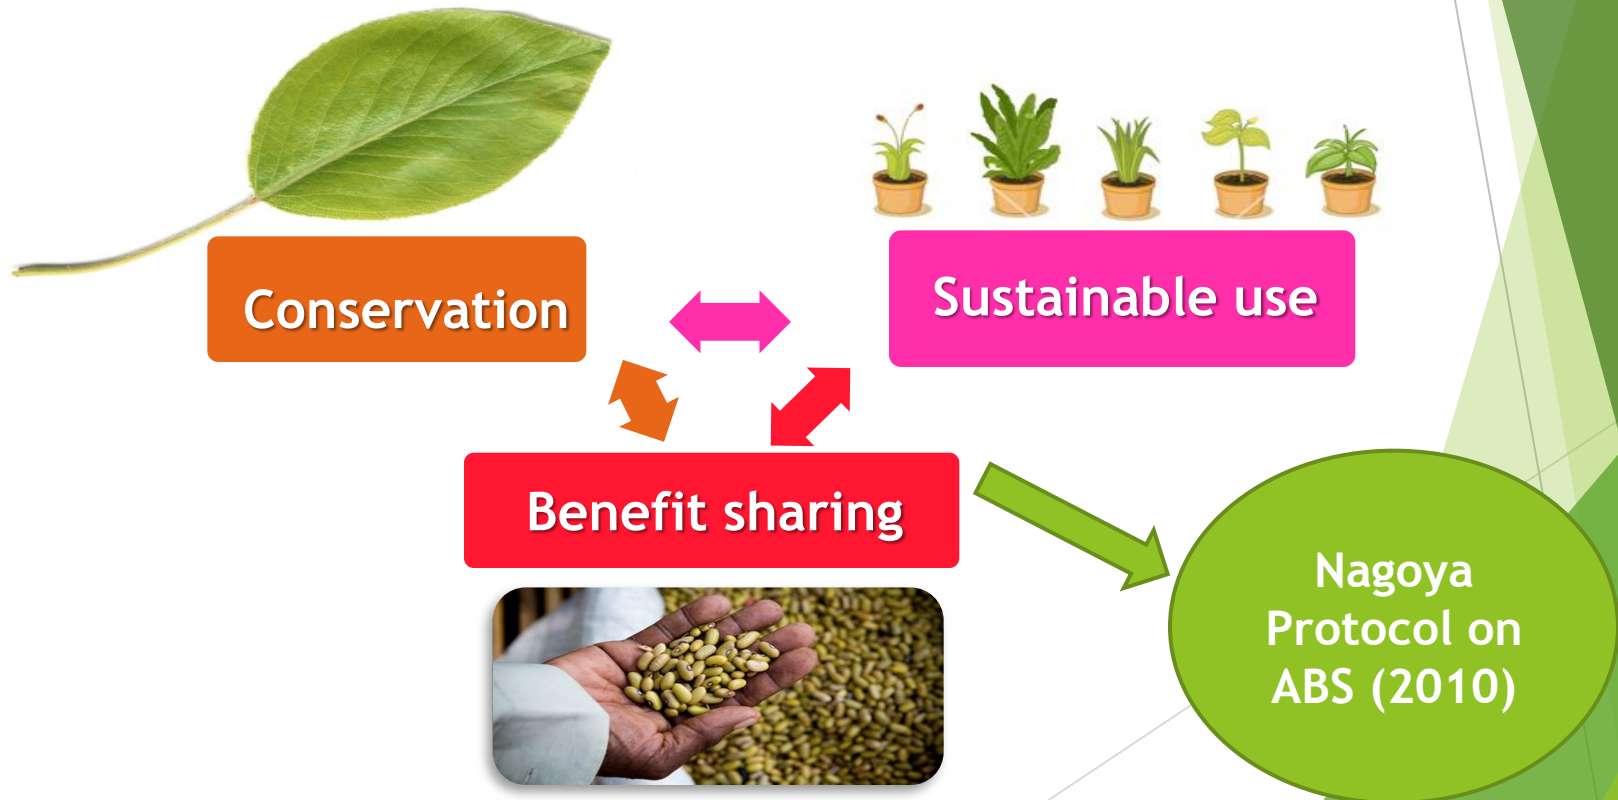 Conservation
Sustainable use
Benefit sharing
Nagoya
Protocol on
ABS (2010)